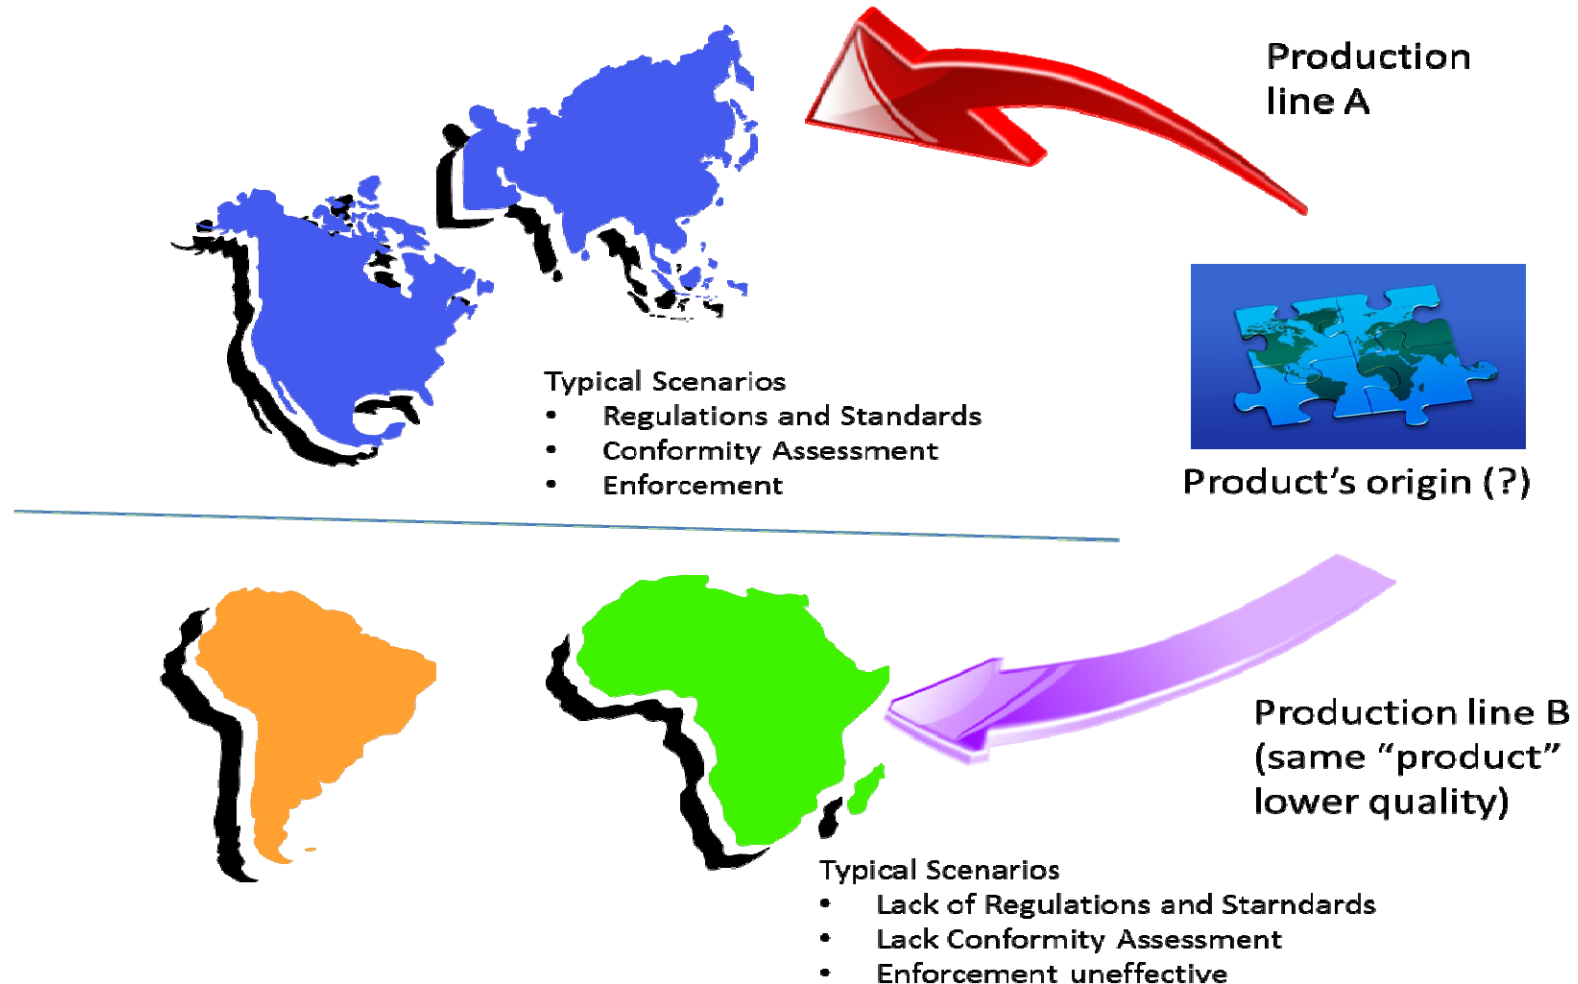 Production
line A
Typical Scenarios
• Regulations and Standards
• Conformity Assessment
• Enforcement
Product’s origin (?)
Production line B
(same “product”
lower quality)
Typical Scenarios
• Lack of Regulations and Starndards
• Lack Conformity Assessment
• Enforcement uneffective